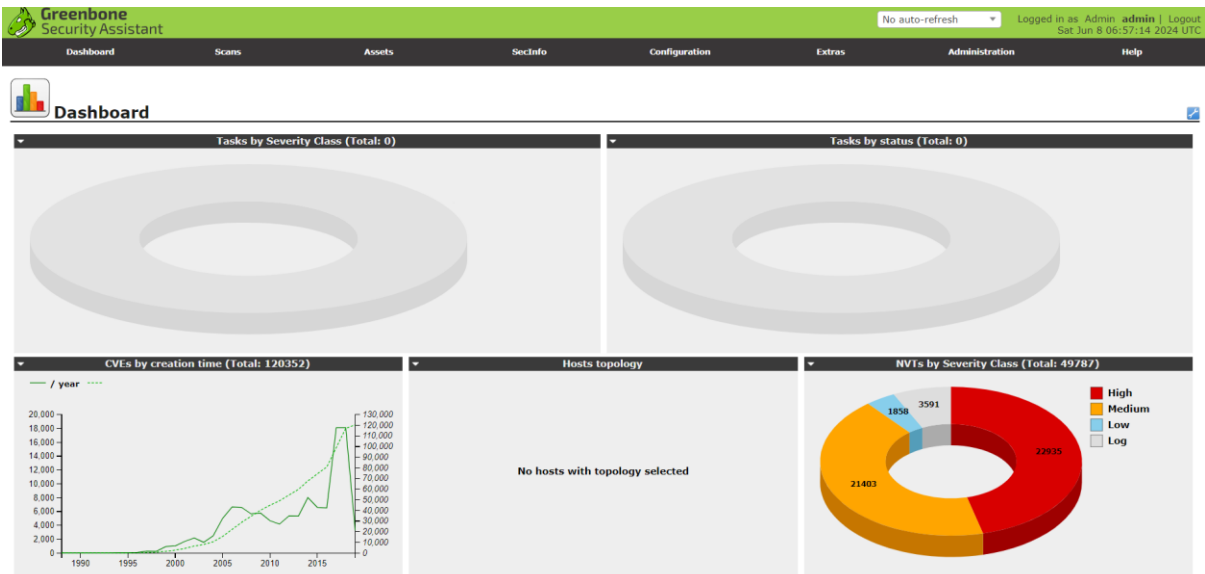 Greenbone
Security Assistant
No auto-refresh
Logged in as Admin admin | Logout
Sat Jun 8 06:57:14 2024 UTC
Dashboard Scans Assets SecInfo Configuration Extras Administration Help
Dashboard
Tasks by Severity Class (Total: 0)
Tasks by status (Total: 0)
CVEs by creation time (Total: 120352)
/ year
20,000
18,000
16,000
14,000
12,000
10,000
8,000
6,000
4,000
2,000
0
130,000
120,000
110,000
100,000
90,000
80,000
70,000
60,000
50,000
40,000
30,000
20,000
10,000
0
1990 1995 2000 2005 2010 2015
Hosts topology
No hosts with topology selected
NVTs by Severity Class (Total: 49787)
3591
1858
22935
21403
High
Medium
Low
Log